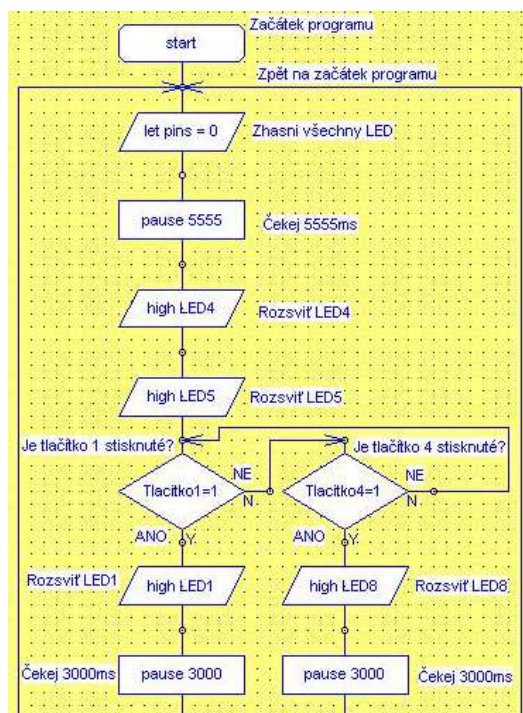 Začátek programu
start
Zpět na začátek programu
let pins = 0
Zhasni všechny LED
pause 5555
Čekej 5555ms
high LED4
Rozsviť LED4
high LED5
Rozsviť LED5
Je tlačítko 1 stisknuté?
Je tlačítko 4 stisknuté?
Tlacitko1=1
NE
N
Tlacitko4=1
NE
N
ANO
Y
ANO
Y
Rozsviť LED1
high LED1
high LED8
Rozsviť LED8
Čekej 3000ms
pause 3000
pause 3000
Čekej 3000ms